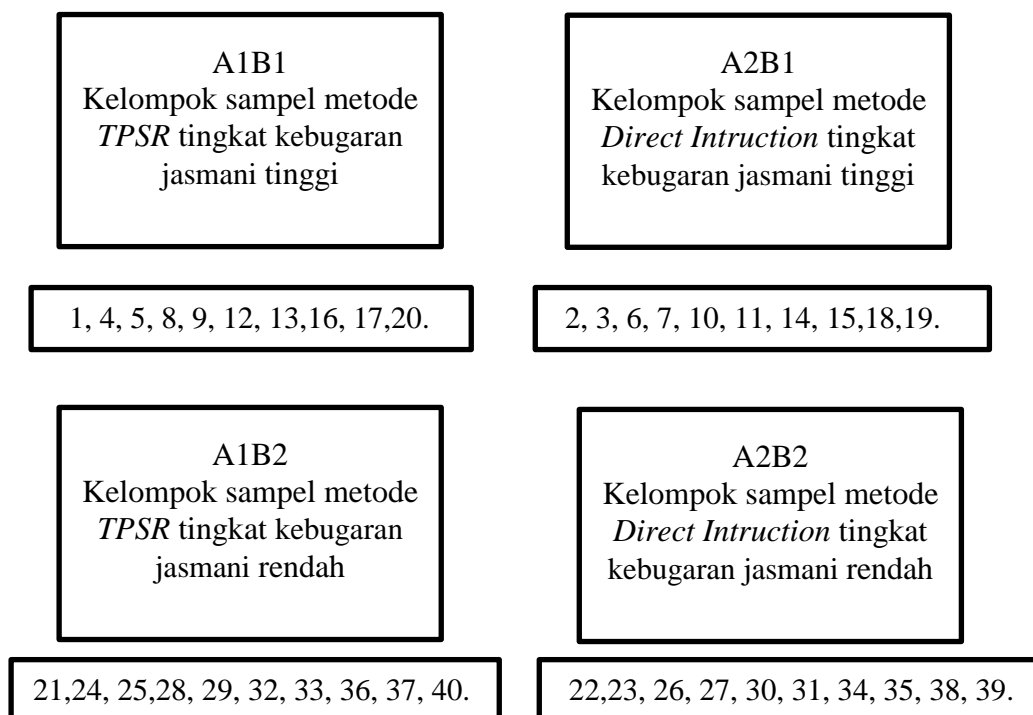 A1B1
Kelompok sampel metode
TPSR tingkat kebugaran
jasmani tinggi
1, 4, 5, 8, 9, 12, 13,16, 17,20.
A2B1
Kelompok sampel metode
Direct Intruction tingkat
kebugaran jasmani tinggi
2, 3, 6, 7, 10, 11, 14, 15,18,19.
A1B2
Kelompok sampel metode
TPSR tingkat kebugaran
jasmani rendah
21,24, 25,28, 29, 32, 33, 36, 37, 40.
A2B2
Kelompok sampel metode
Direct Intruction tingkat
kebugaran jasmani rendah
22,23, 26, 27, 30, 31, 34, 35, 38, 39.